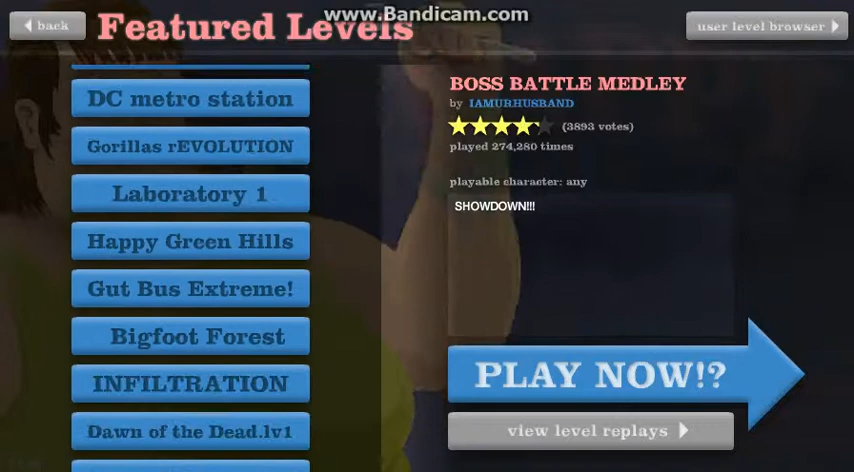 www.Bandicam.com
back
Featured Levels
user level browser
DC metro station
Gorillas rEVOLUTION
Laboratory 1
Happy Green Hills
Gut Bus Extreme!
Bigfoot Forest
INFILTRATION
Dawn of the Dead.lv1
BOSS BATTLE MEDLEY
by IAMURHUSBAND
(3893 votes)
played 274,280 times
playable character: any
SHOWDOWN!!!
PLAY NOW!?
view level replays